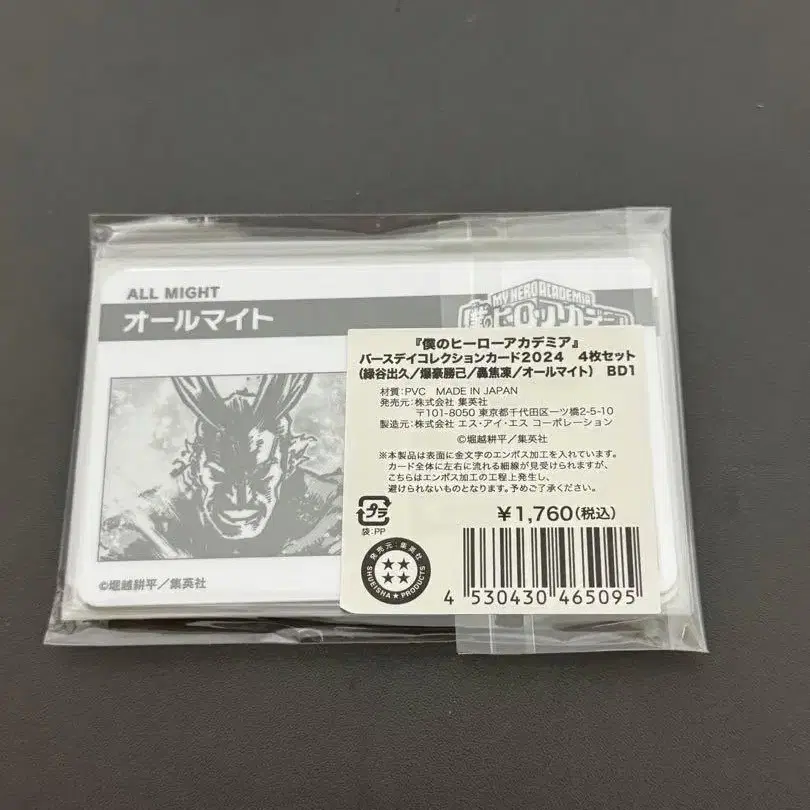 ALL MIGHT
オールマイト
MY HERO ACADEMIA
『僕のヒーローアカデミア』
バースデイコレクションカード2024 4枚セット
(緑谷出久/爆豪勝己/轟焦凍/オールマイト) BD1
材質:PVC MADE IN JAPAN
発売元:株式会社 集英社
〒101-8050 東京都千代田区一ツ橋2-5-10
製造元:株式会社 エス・アイ・エス コーポレーション
©堀越耕平/集英社
※本製品は表面に金文字のエンボス加工を入れています。
カード全体に左右に流れる細線が見受けられますが、
こちらはエンボス加工の工程上発生し、
避けられないものとなります。予めご了承ください。
プラ
袋:PP
¥1,760(税込)
発売元:集英社
SHUEISHA★PRODUCTS
4 530430 465095
©堀越耕平/集英社